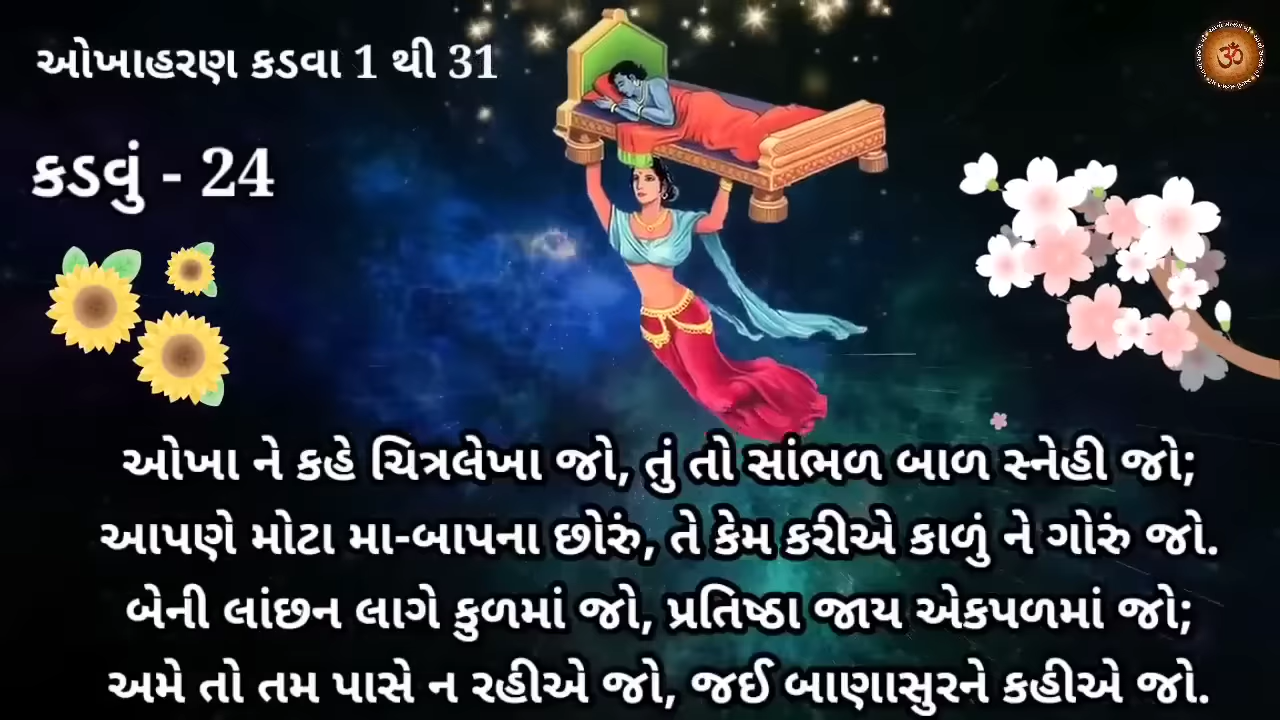 ઓખાહરણ કડવા 1 થી 31
કડવું - 24
ઓખા ને કહે ચિત્રલેખા જો, તું તો સાંભળ બાળ સ્નેહી જો;
આપણે મોટા મા-બાપના છોરું, તે કેમ કરીએ કાળું ને ગોરું જો.
બેની લાંછન લાગે કુળમાં જો, પ્રતિષ્ઠા જાય એકપળમાં જો;
અમે તો તમ પાસે ન રહીએ જો, જઈ બાણાસુરને કહીએ જો.
ૐ